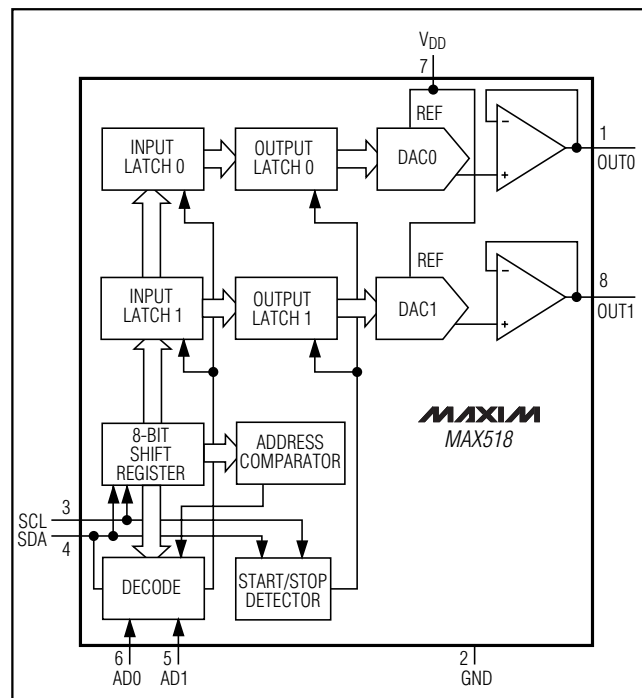 VDD
7
REF
INPUT
LATCH 0
OUTPUT
LATCH 0
DAC0
−
+
1
OUT0
REF
INPUT
LATCH 1
OUTPUT
LATCH 1
DAC1
−
+
8
OUT1
MAXIM
MAX518
8-BIT
SHIFT
REGISTER
ADDRESS
COMPARATOR
SCL
3
SDA
4
DECODE
START/STOP
DETECTOR
6
AD0
5
AD1
2
GND